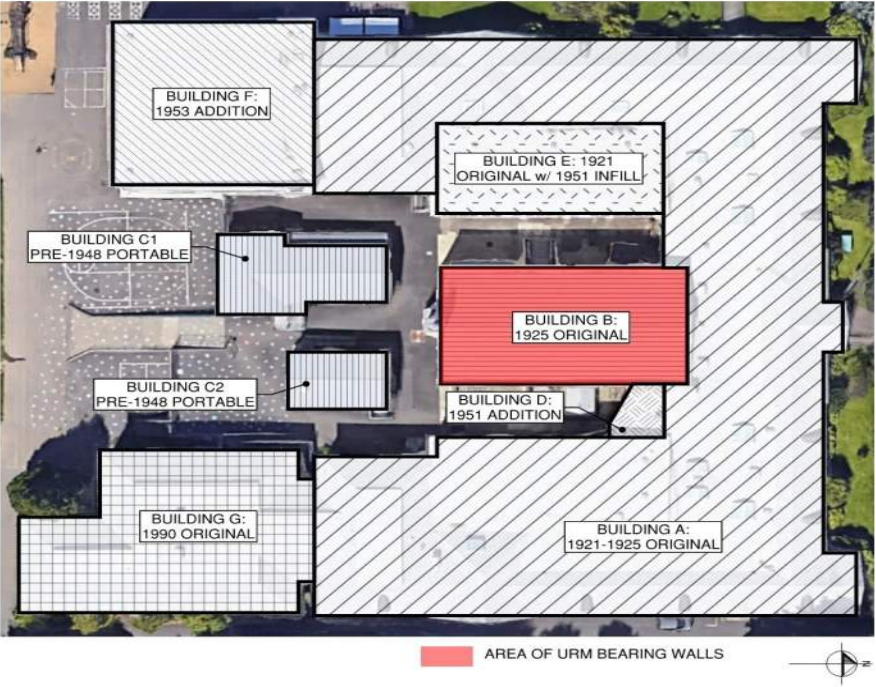 BUILDING F:
1953 ADDITION
BUILDING E: 1921
ORIGINAL w/ 1951 INFILL
BUILDING C1
PRE-1948 PORTABLE
BUILDING B:
1925 ORIGINAL
BUILDING C2
PRE-1948 PORTABLE
BUILDING D:
1951 ADDITION
BUILDING G:
1990 ORIGINAL
BUILDING A:
1921-1925 ORIGINAL
AREA OF URM BEARING WALLS
N